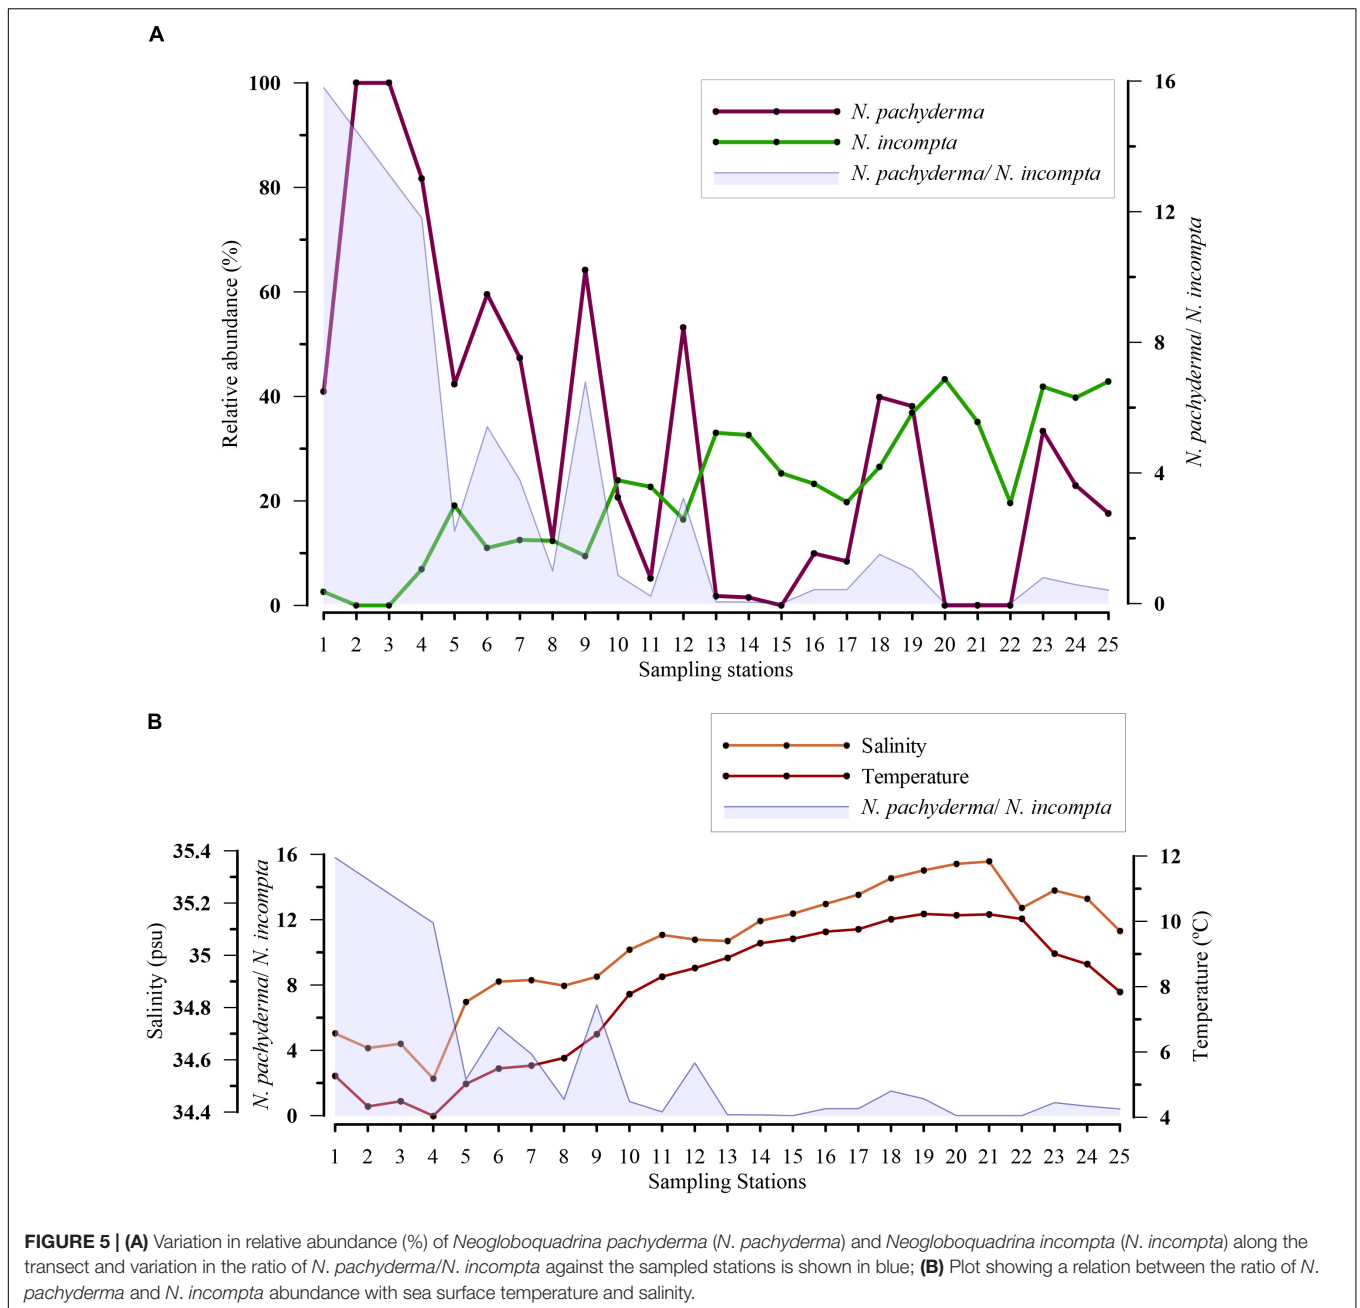 A
100
80
60
40
20
0
Relative abundance (%)
N. pachyderma
N. incompta
N. pachyderma/ N. incompta
16
12
8
4
0
N. pachyderma/ N. incompta
1 2 3 4 5 6 7 8 9 10 11 12 13 14 15 16 17 18 19 20 21 22 23 24 25
Sampling stations
B
Salinity
Temperature
N. pachyderma/ N. incompta
35.4
35.2
35
34.8
34.6
34.4
Salinity (psu)
16
12
8
4
0
N. pachyderma/ N. incompta
12
10
8
6
4
Temperature (ºC)
1 2 3 4 5 6 7 8 9 10 11 12 13 14 15 16 17 18 19 20 21 22 23 24 25
Sampling Stations
FIGURE 5 | (A) Variation in relative abundance (%) of Neogloboquadrina pachyderma (N. pachyderma) and Neogloboquadrina incompta (N. incompta) along the
transect and variation in the ratio of N. pachyderma/N. incompta against the sampled stations is shown in blue; (B) Plot showing a relation between the ratio of N.
pachyderma and N. incompta abundance with sea surface temperature and salinity.